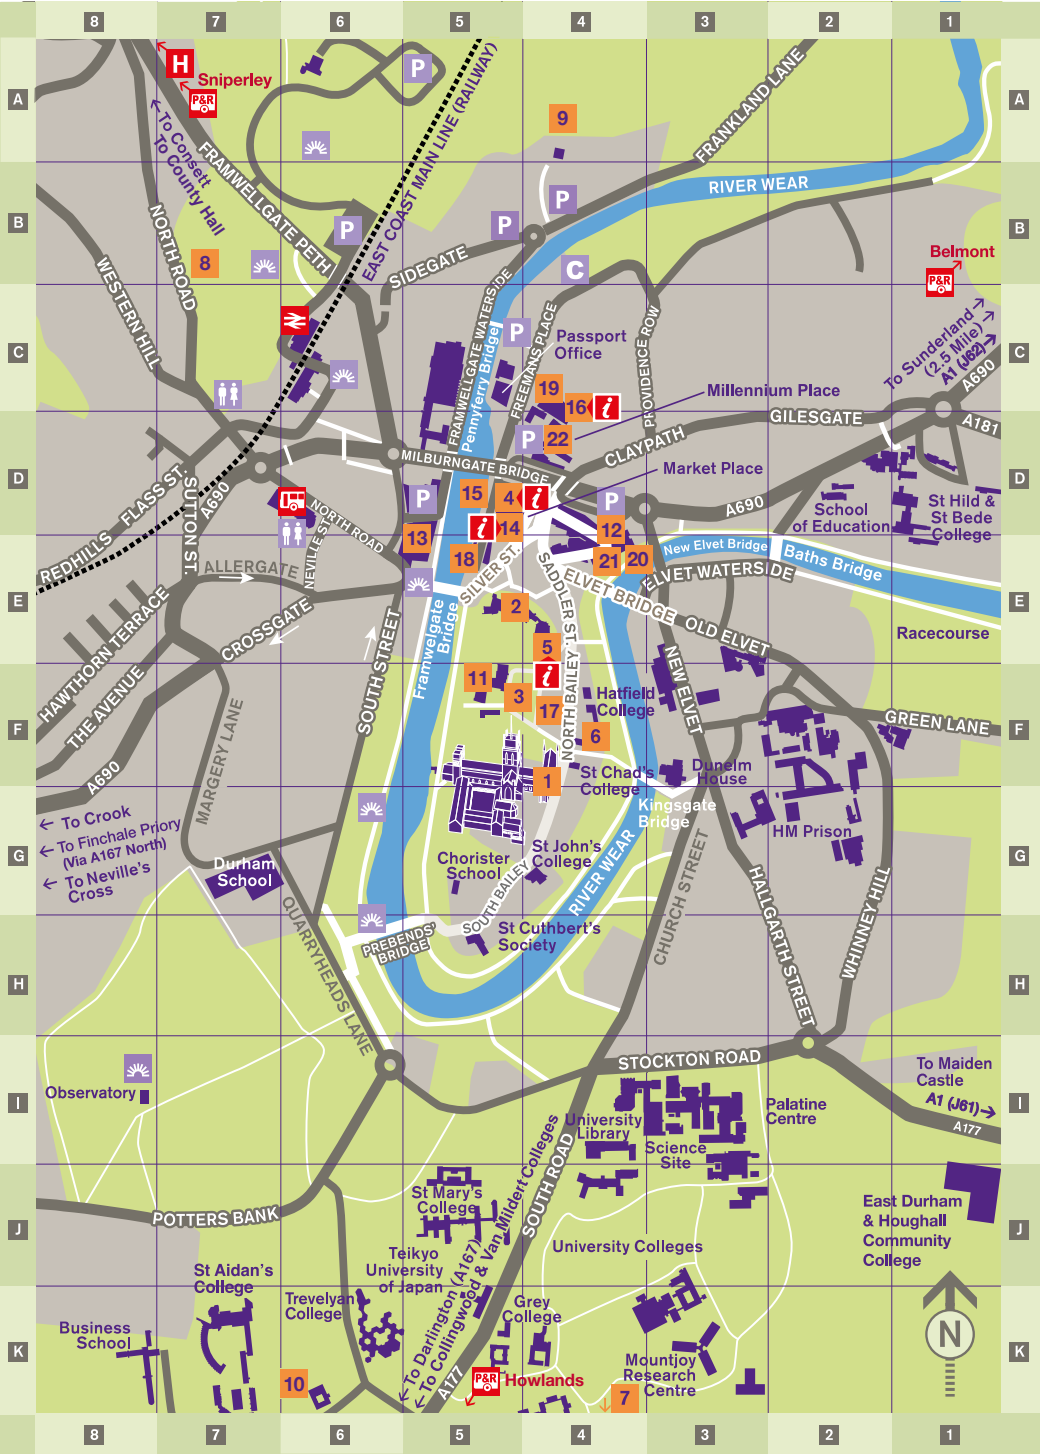 8 7 6 5 4 3 2 1
A
H
Sniperley
P&R
P
9
A
← To Consett
To County Hall
FRAMWELLGATE PETH
EAST COAST MAIN LINE (RAILWAY)
FRANKLAND LANE
RIVER WEAR
B
NORTH ROAD
WESTERN HILL
8
P
P
P
SIDEGATE
C
B
Belmont
P&R
C
FRAMWELLGATE WATERSIDE
Pennyferry Bridge
P
FREEMANS PLACE
Passport
Office
PROVIDENCE ROW
To Sunderland →
(2.5 Mile) →
A1 (J62) →
A690
C
19
16
i
Millennium Place
GILESGATE
A181
P
22
CLAYPATH
MILBURNGATE BRIDGE
Market Place
D
FLASS ST.
SUTTON ST.
A690
REDHILLS
NORTH ROAD
NEVILLE ST.
P
15
4
i
P
A690
School
of Education
St Hild &
St Bede
College
D
13
i
14
12
18
SILVER ST.
SADDLER ST.
21
20
New Elvet Bridge
Baths Bridge
ELVET BRIDGE
ELVET WATERSIDE
E
ALLERGATE
CROSSGATE
HAWTHORN TERRACE
THE AVENUE
SOUTH STREET
Framwelgate
Bridge
2
5
OLD ELVET
Racecourse
E
F
A690
MARGERY LANE
11
i
3
17
NORTH BAILEY
Hatfield
College
6
NEW ELVET
GREEN LANE
F
1
St Chad's
College
Dunelm
House
Kingsgate
Bridge
HM Prison
G
← To Crook
← To Finchale Priory
(Via A167 North)
← To Neville's
Cross
Durham
School
Chorister
School
St John's
College
SOUTH BAILEY
RIVER WEAR
CHURCH STREET
HALLGARTH STREET
WHINNEY HILL
G
H
QUARRYHEADS LANE
PREBENDS'
BRIDGE
St Cuthbert's
Society
H
I
Observatory
STOCKTON ROAD
To Maiden
Castle
A1 (J61) →
A177
University
Library
Science
Site
Palatine
Centre
I
J
POTTERS BANK
St Mary's
College
SOUTH ROAD
University Colleges
East Durham
& Houghall
Community
College
J
Teikyo
University
of Japan
St Aidan's
College
Trevelyan
College
← To Darlington (A167)
← To Collingwood & Van Mildert Colleges
Grey
College
K
Business
School
10
A177
P&R
Howlands
Mountjoy
Research
Centre
7
N
K
8 7 6 5 4 3 2 1